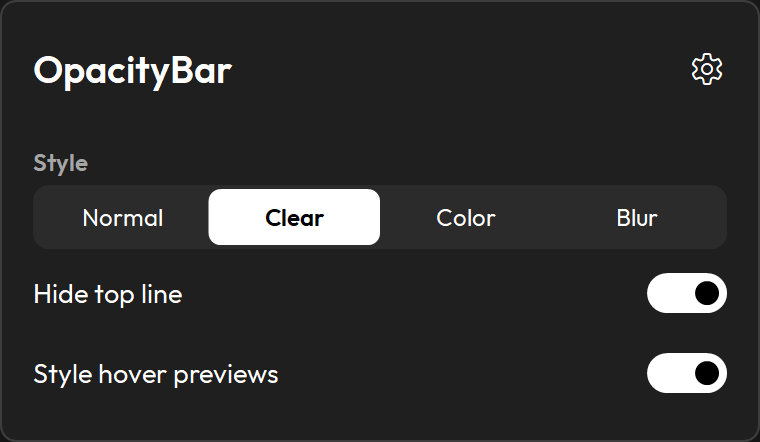 OpacityBar
Style
Normal Clear Color Blur
Hide top line
Style hover previews